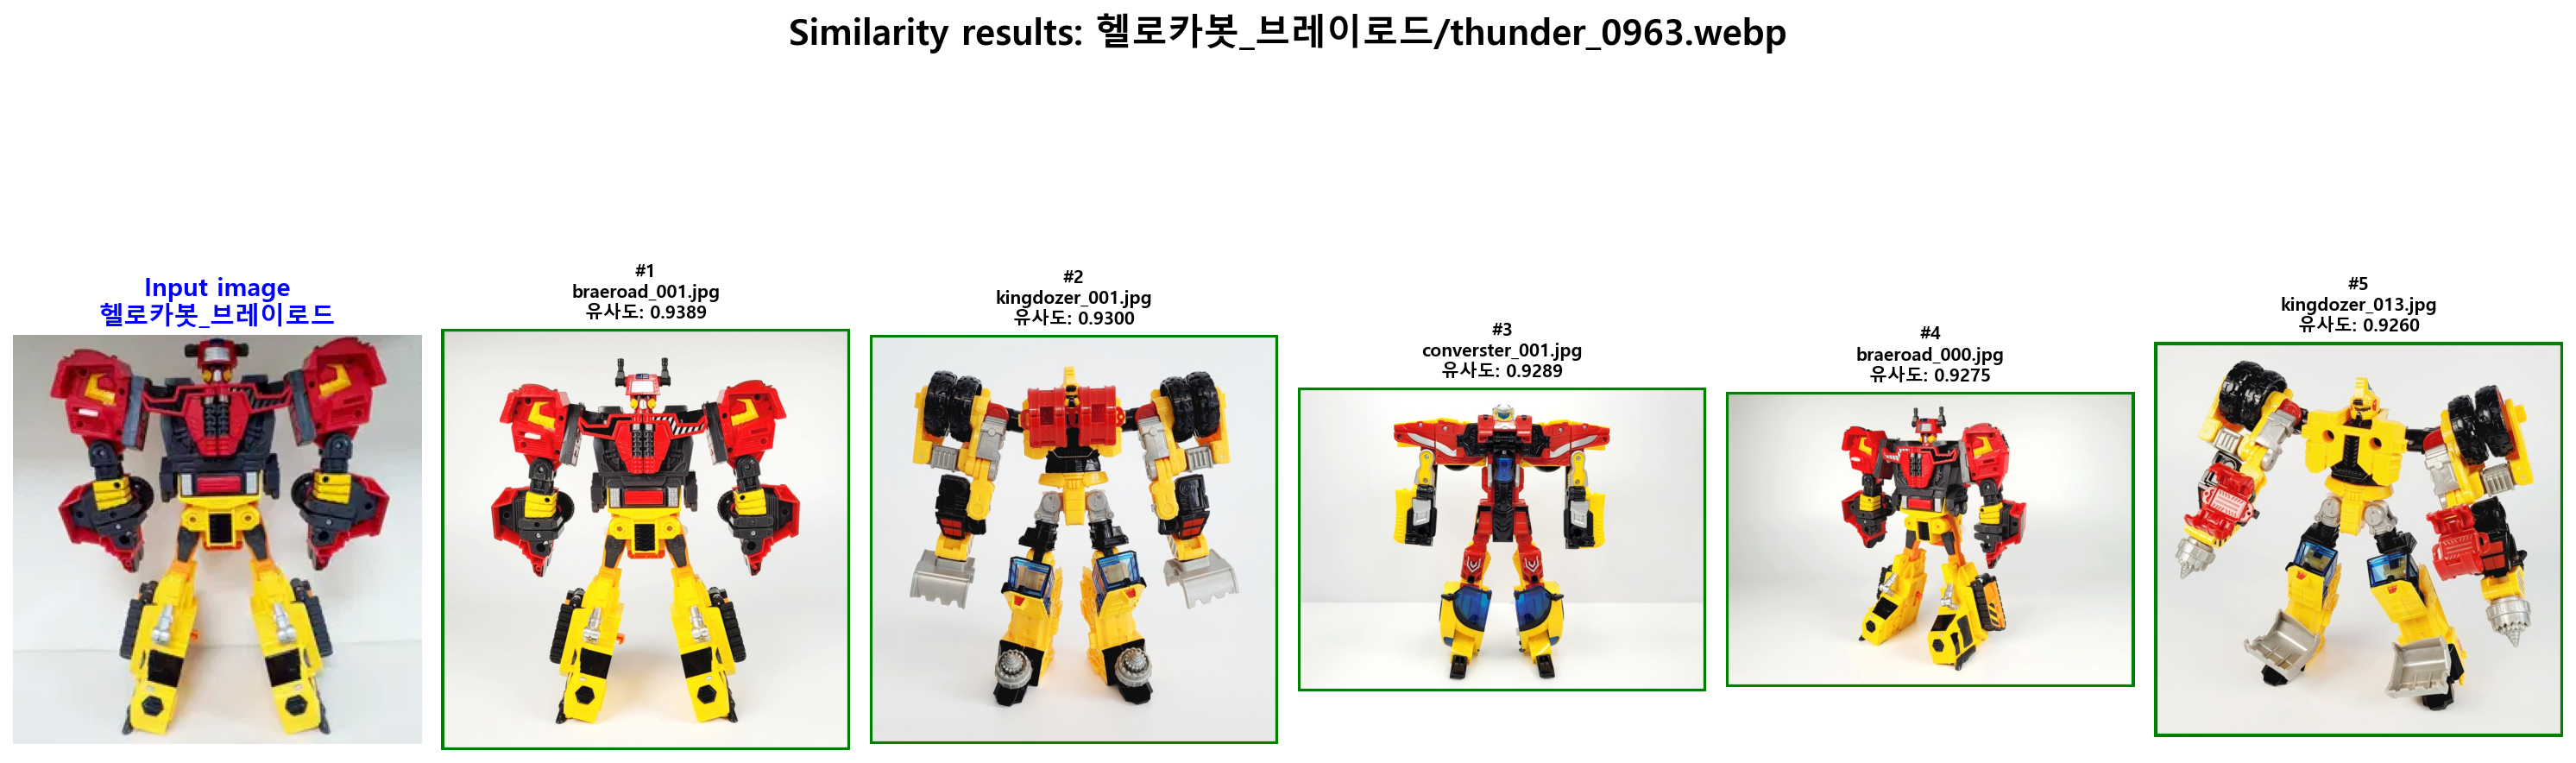 Similarity results: 헬로카봇_브레이로드/thunder_0963.webp
Input image
헬로카봇_브레이로드
#1
braeroad_001.jpg
유사도: 0.9389
#2
kingdozer_001.jpg
유사도: 0.9300
#3
converster_001.jpg
유사도: 0.9289
#4
braeroad_000.jpg
유사도: 0.9275
#5
kingdozer_013.jpg
유사도: 0.9260